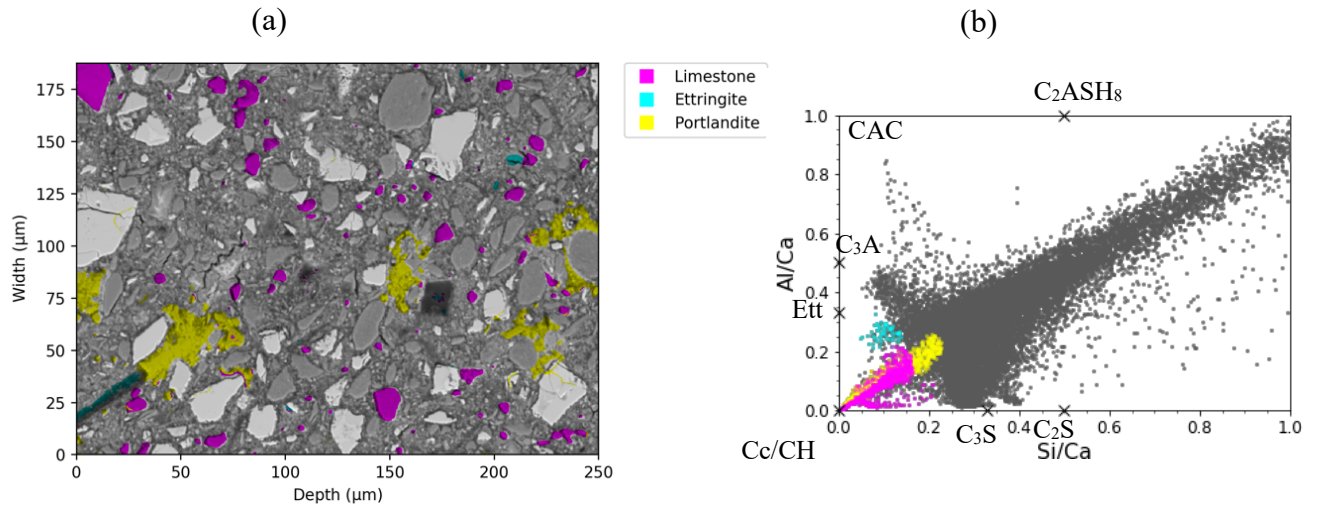 (a)
(b)
175
150
125
100
75
50
25
0
Width (µm)
0
50
100
150
200
250
Depth (µm)
Limestone
Ettringite
Portlandite
C₂ASH₈
1.0
0.8
0.6
0.4
0.2
0.0
Al/Ca
CAC
C₃A
Ett
Cc/CH
0.0
0.2
0.4
0.6
0.8
1.0
C₃S
C₂S
Si/Ca